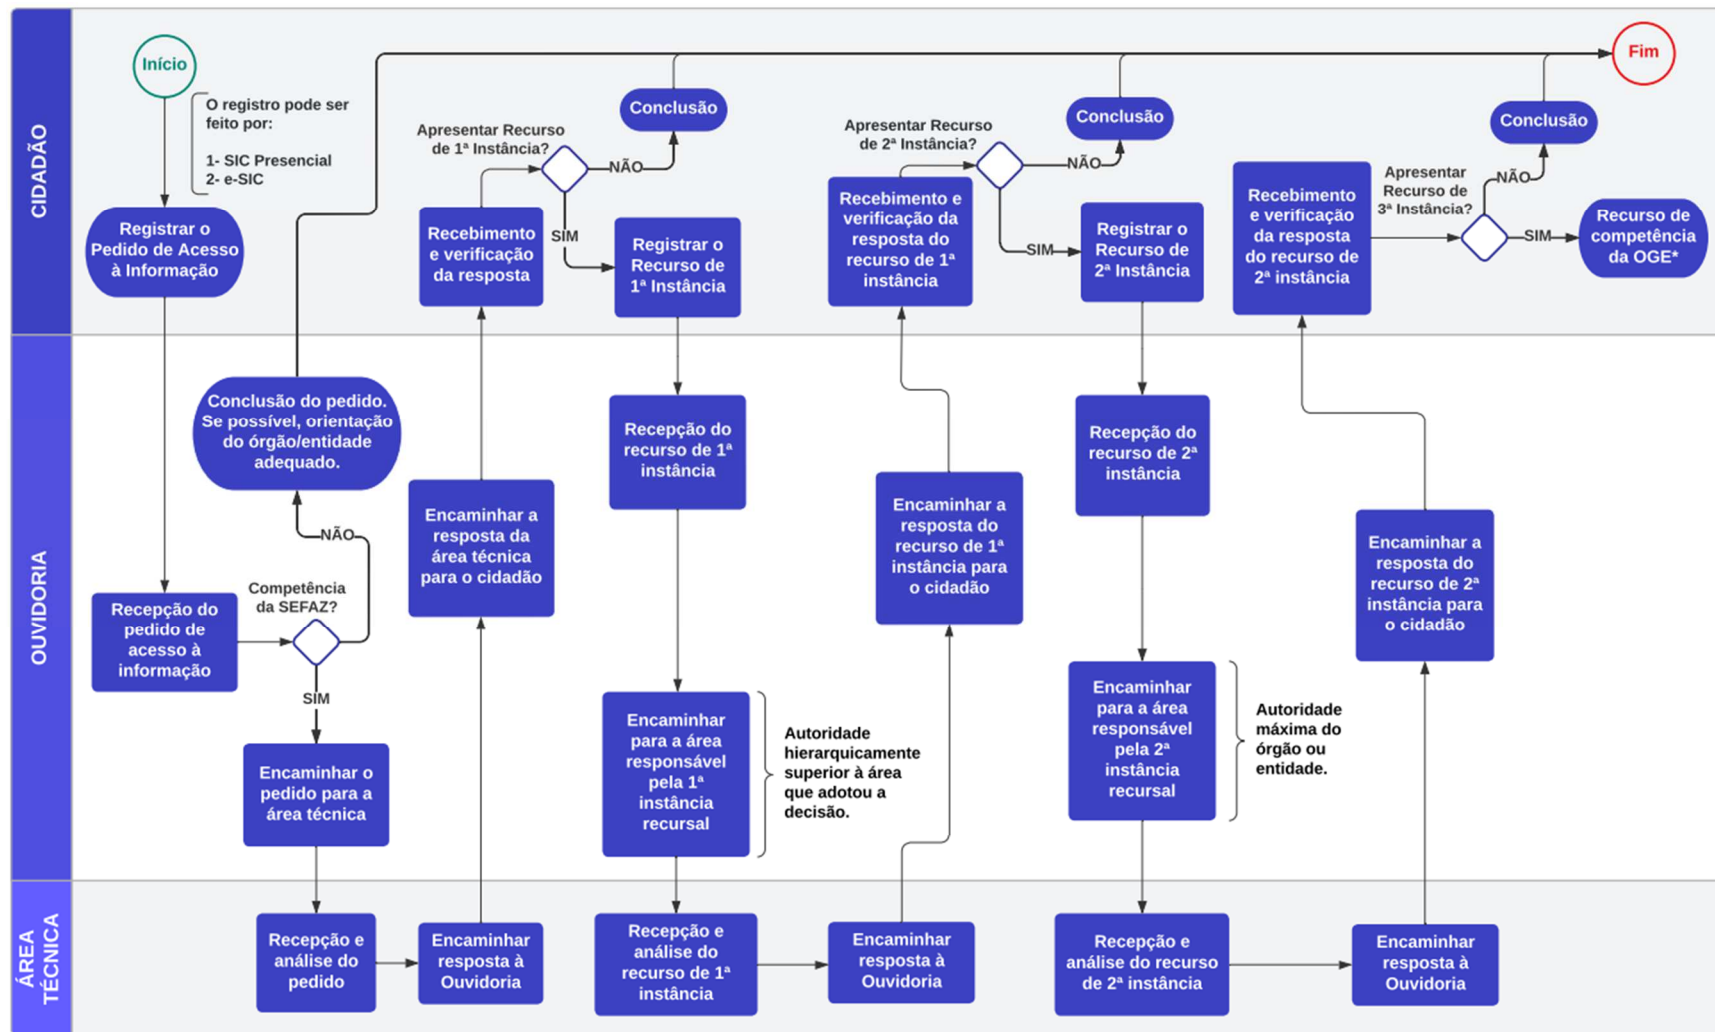 CIDADÃO
Início
O registro pode ser
feito por:
1- SIC Presencial
2- e-SIC
Registrar o
Pedido de Acesso
à Informação
Apresentar Recurso
de 1ª Instância?
NÃO
Conclusão
SIM
Recebimento
e verificação
da resposta
Registrar o
Recurso de
1ª Instância
Apresentar Recurso
de 2ª Instância?
NÃO
Conclusão
SIM
Recebimento e
verificação da
resposta do
recurso de 1ª
instância
Registrar o
Recurso de
2ª Instância
Recebimento
e verificação
da resposta
do recurso de
2ª instância
Apresentar
Recurso de
3ª Instância?
NÃO
Conclusão
SIM
Recurso de
competência
da OGE*
Fim
OUVIDORIA
Conclusão do pedido.
Se possível, orientação
do órgão/entidade
adequado.
NÃO
Competência
da SEFAZ?
Recepção do
pedido de
acesso à
informação
SIM
Encaminhar o
pedido para a
área técnica
Encaminhar a
resposta da
área técnica
para o cidadão
Recepção do
recurso de 1ª
instância
Encaminhar
para a área
responsável
pela 1ª
instância
recursal
Autoridade
hierarquicamente
superior à área
que adotou a
decisão.
Encaminhar a
resposta do
recurso de 1ª
instância para
o cidadão
Recepção do
recurso de 2ª
instância
Encaminhar
para a área
responsável
pela 2ª
instância
recursal
Autoridade
máxima do
órgão ou
entidade.
Encaminhar a
resposta do
recurso de 2ª
instância para
o cidadão
ÁREA
TÉCNICA
Recepção e
análise do
pedido
Encaminhar
resposta à
Ouvidoria
Recepção e
análise do
recurso de 1ª
instância
Encaminhar
resposta à
Ouvidoria
Recepção e
análise do recurso
de 2ª instância
Encaminhar
resposta à
Ouvidoria